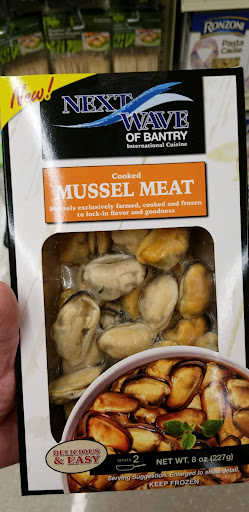 New!
NEXT
WAVE
OF BANTRY
International Cuisine
RONZONI
Cooked
MUSSEL MEAT
Mussels exclusively farmed, cooked and frozen
to lock-in flavor and goodness
DELICIOUS
& EASY
SERVES 2
NET WT. 8 oz (227g)
Serving Suggestion. Enlarged to show detail.
KEEP FROZEN